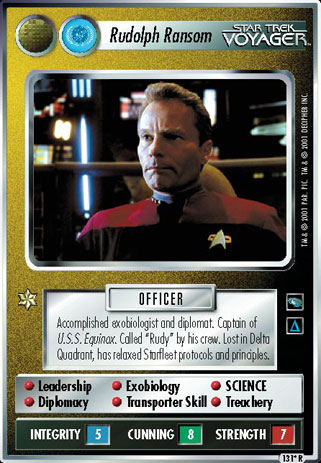 Rudolph Ransom
STAR TREK
VOYAGER™
TM & © 2001 PAR. PIC. TM & © 2001 DECIPHER INC.
OFFICER
Accomplished exobiologist and diplomat. Captain of
U.S.S. Equinox. Called “Rudy” by his crew. Lost in Delta
Quadrant, has relaxed Starfleet protocols and principles.
Leadership Exobiology SCIENCE
Diplomacy Transporter Skill Treachery
INTEGRITY 5 CUNNING 8 STRENGTH 7
131* R